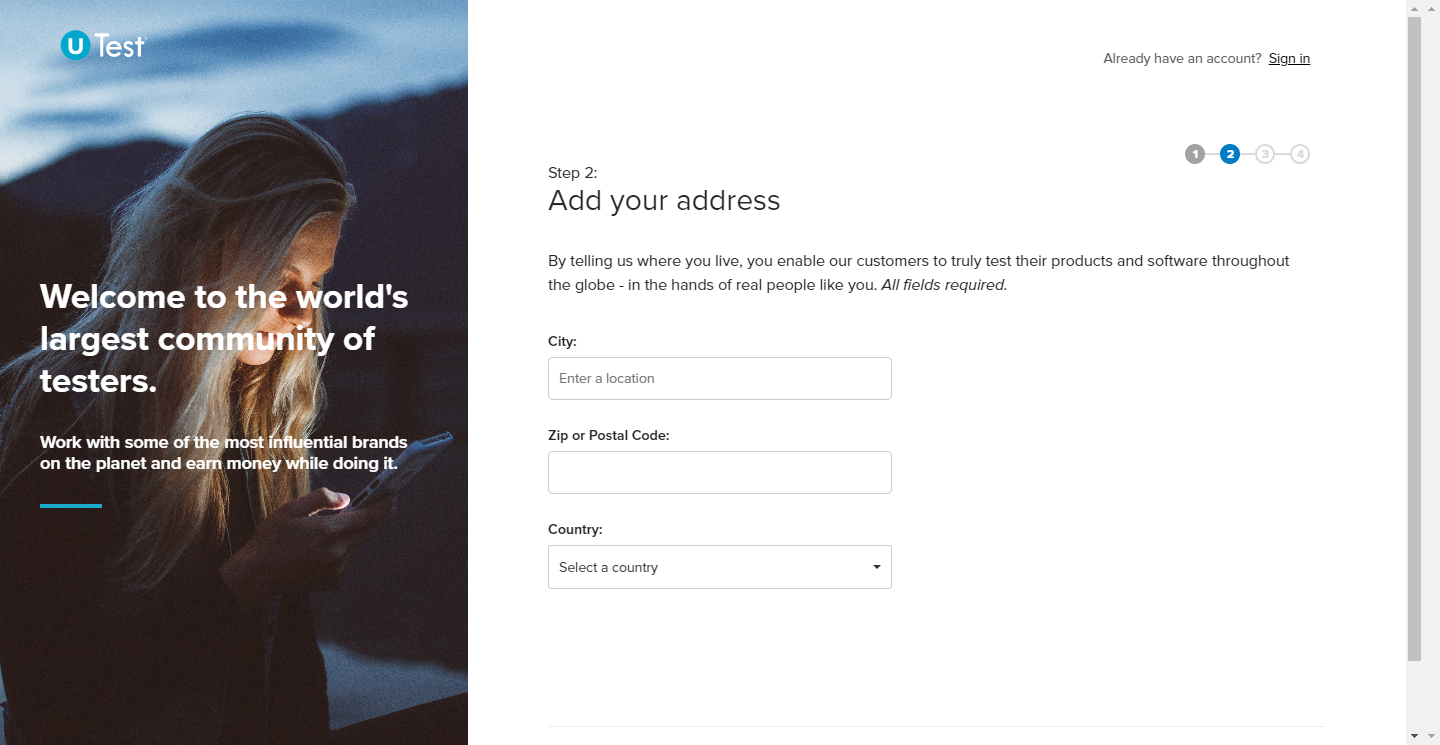 U Test
Already have an account? Sign in
1 2 3 4
Step 2:
Add your address
By telling us where you live, you enable our customers to truly test their products and software throughout
the globe - in the hands of real people like you. All fields required.
City:
Enter a location
Zip or Postal Code:
Country:
Select a country
Welcome to the world's
largest community of
testers.
Work with some of the most influential brands
on the planet and earn money while doing it.